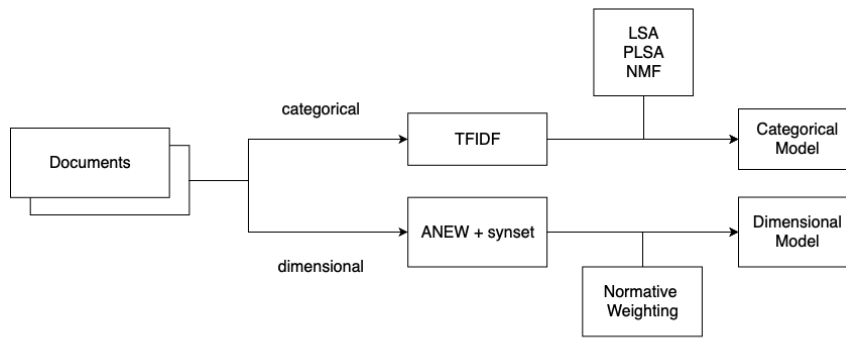 LSA
PLSA
NMF
categorical
Documents
TFIDF
Categorical
Model
ANEW + synset
Dimensional
Model
dimensional
Normative
Weighting